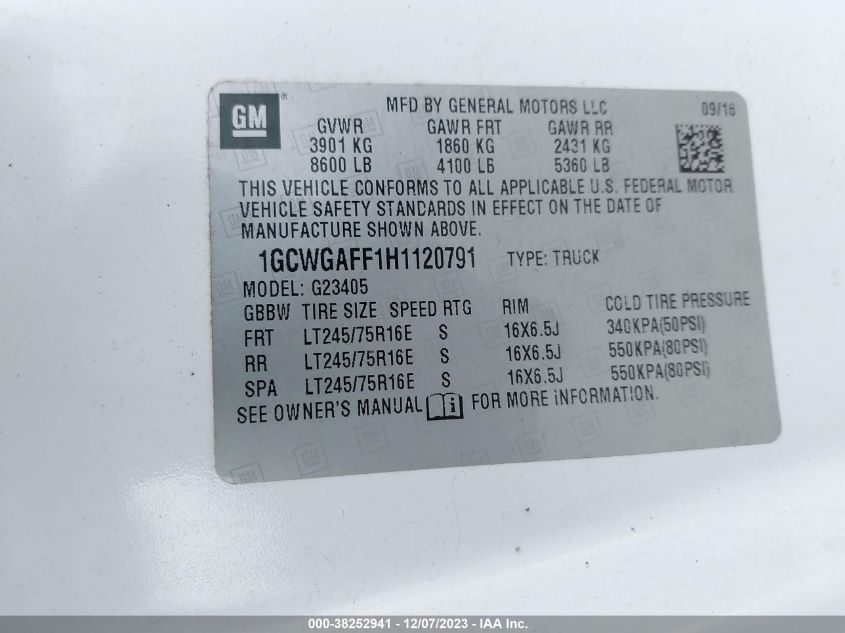 GM ®
MFD BY GENERAL MOTORS LLC 09/16
GVWR GAWR FRT GAWR RR
3901 KG 1860 KG 2431 KG
8600 LB 4100 LB 5360 LB
THIS VEHICLE CONFORMS TO ALL APPLICABLE U.S. FEDERAL MOTOR
VEHICLE SAFETY STANDARDS IN EFFECT ON THE DATE OF
MANUFACTURE SHOWN ABOVE.
1GCWGAFF1H1120791 TYPE: TRUCK
MODEL: G23405
GBBW TIRE SIZE SPEED RTG RIM COLD TIRE PRESSURE
FRT LT245/75R16E S 16X6.5J 340KPA(50PSI)
RR LT245/75R16E S 16X6.5J 550KPA(80PSI)
SPA LT245/75R16E S 16X6.5J 550KPA(80PSI)
SEE OWNER'S MANUAL i FOR MORE INFORMATION.
000-38252941 - 12/07/2023 - IAA Inc.